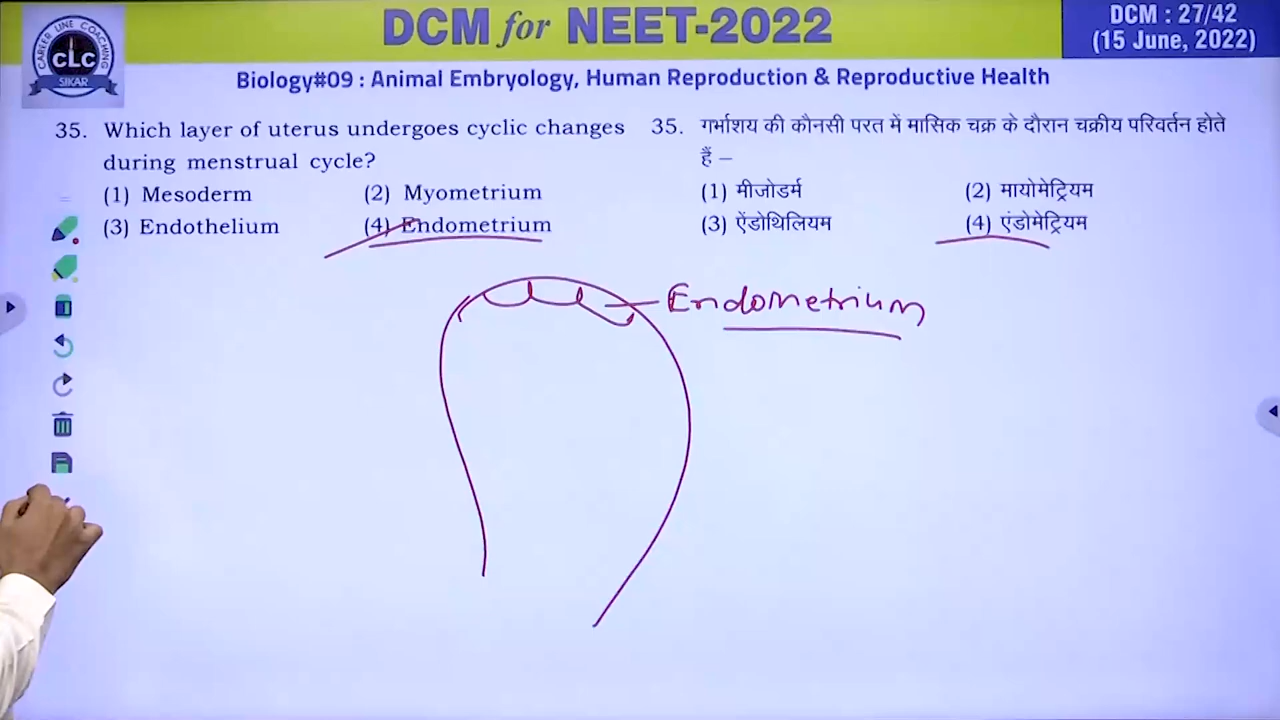 DCM for NEET-2022
DCM : 27/42
(15 June, 2022)
CAREER LINE COACHING
CLC
SIKAR
Biology#09 : Animal Embryology, Human Reproduction & Reproductive Health
35. Which layer of uterus undergoes cyclic changes
during menstrual cycle?
(1) Mesoderm (2) Myometrium
(3) Endothelium (4) Endometrium
35. गर्भाशय की कौनसी परत में मासिक चक्र के दौरान चक्रीय परिवर्तन होते
हैं –
(1) मीजोडर्म (2) मायोमेट्रियम
(3) ऐंडोथिलियम (4) एंडोमेट्रियम
Endometrium